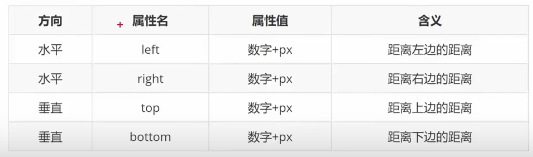 方向 属性名 属性值 含义
水平 left 数字+px 距离左边的距离
水平 right 数字+px 距离右边的距离
垂直 top 数字+px 距离上边的距离
垂直 bottom 数字+px 距离下边的距离